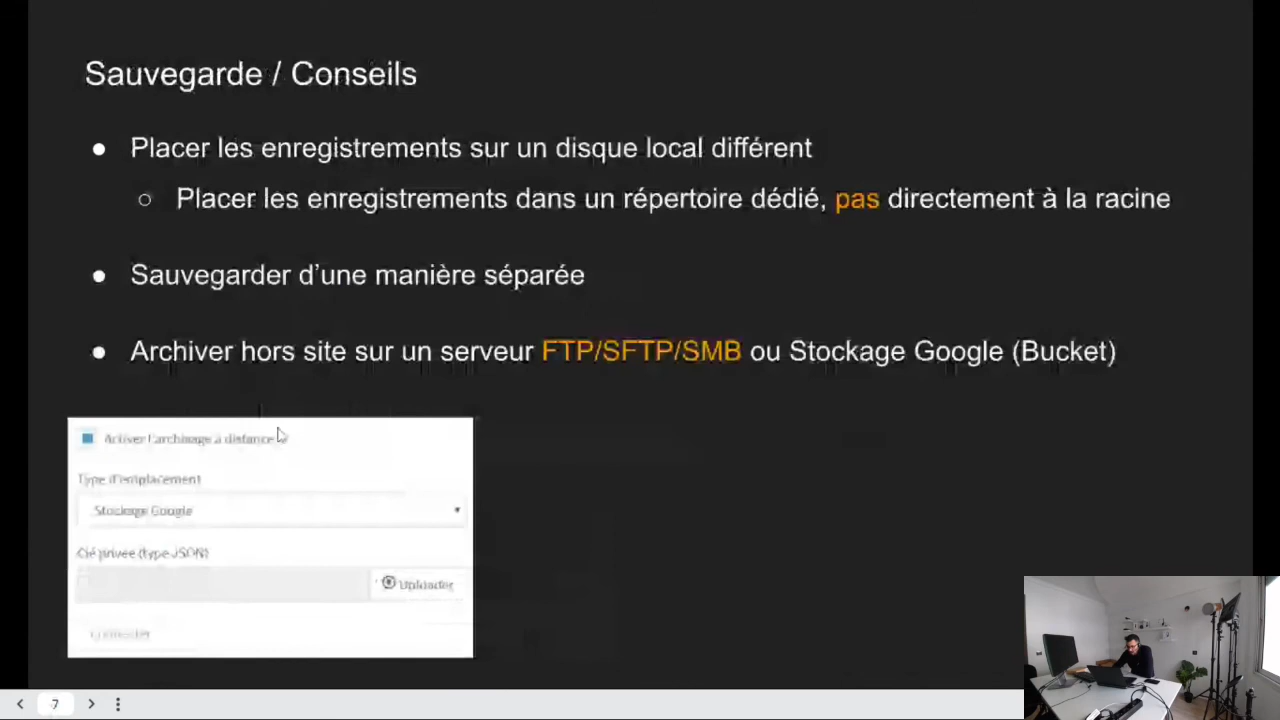 Sauvegarde / Conseils
● Placer les enregistrements sur un disque local différent
○ Placer les enregistrements dans un répertoire dédié, pas directement à la racine
● Sauvegarder d’une manière séparée
● Archiver hors site sur un serveur FTP/SFTP/SMB ou Stockage Google (Bucket)
Activer l'archivage à distance
Type d'emplacement
Stockage Google
Clé privée (type JSON)
Uploader
Connecter
7